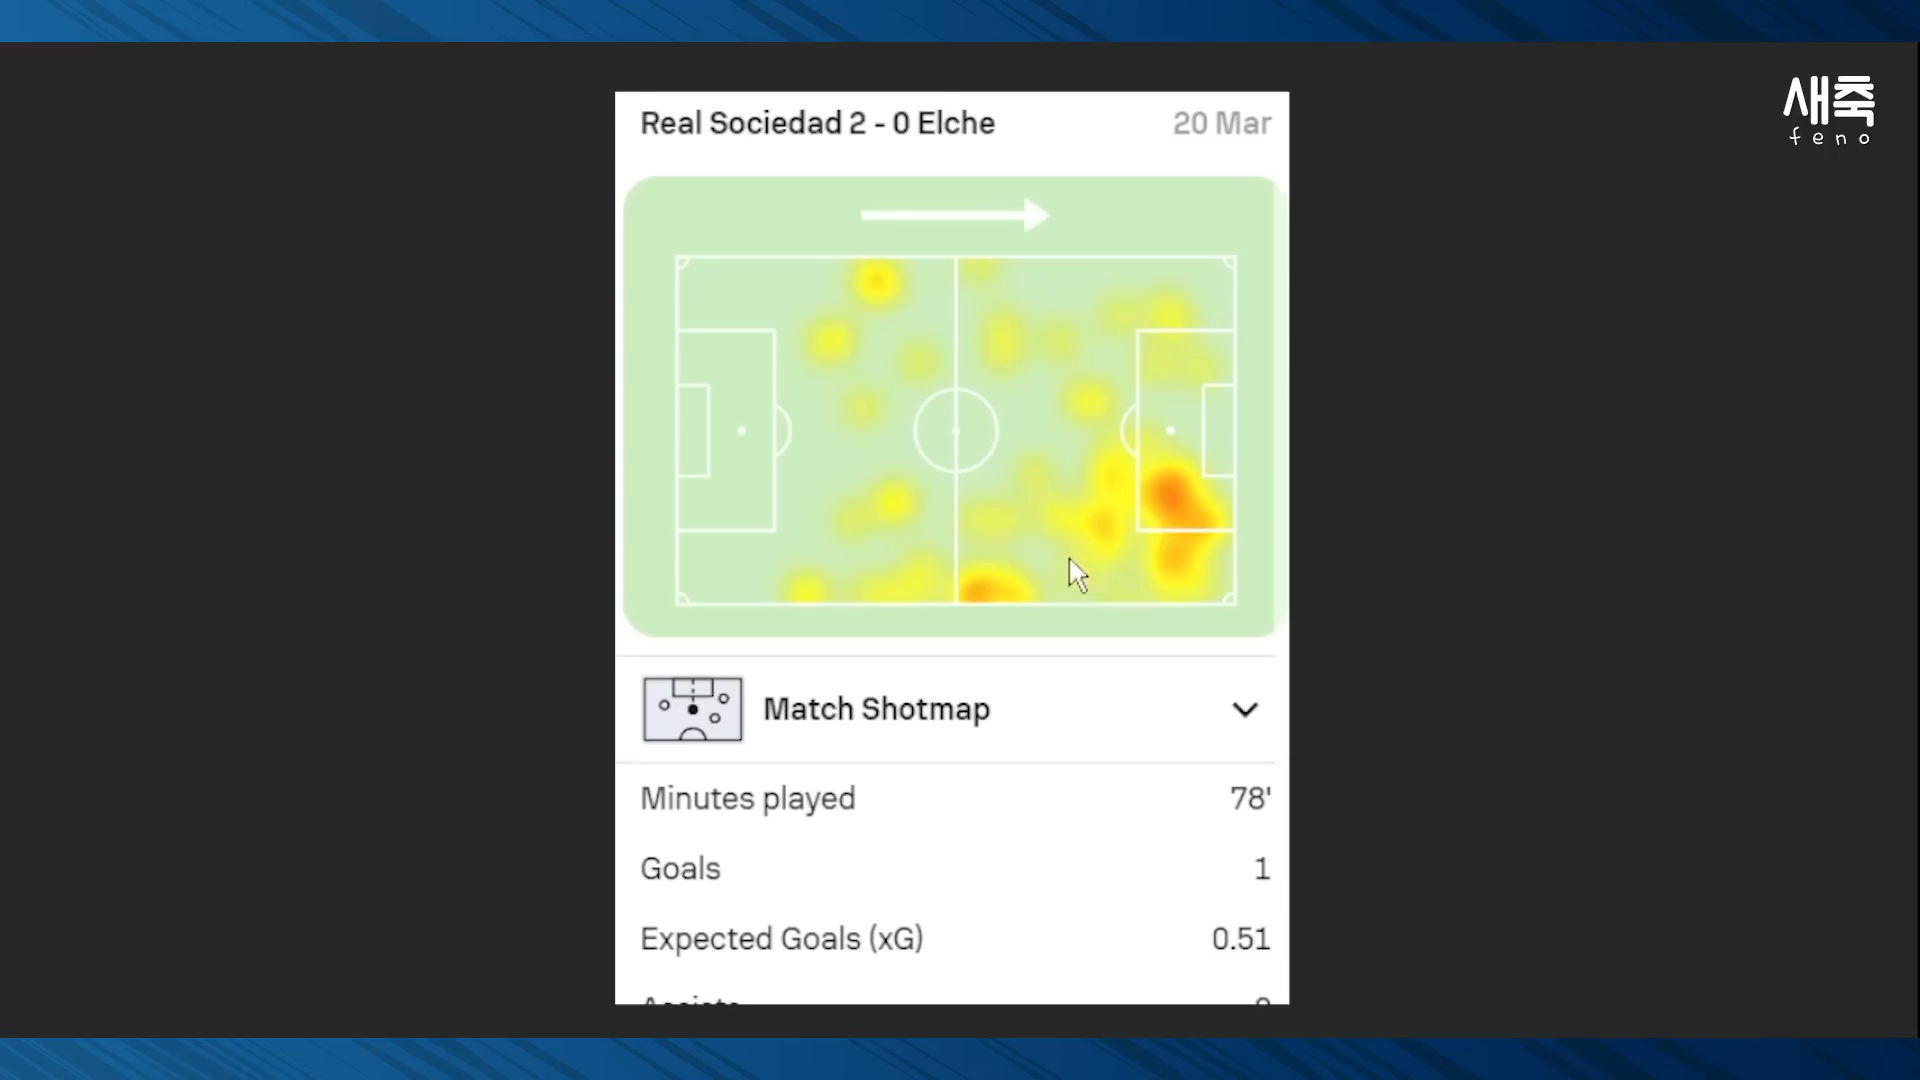 새축
feno
Real Sociedad 2 - 0 Elche 20 Mar
Match Shotmap
Minutes played 78'
Goals 1
Expected Goals (xG) 0.51